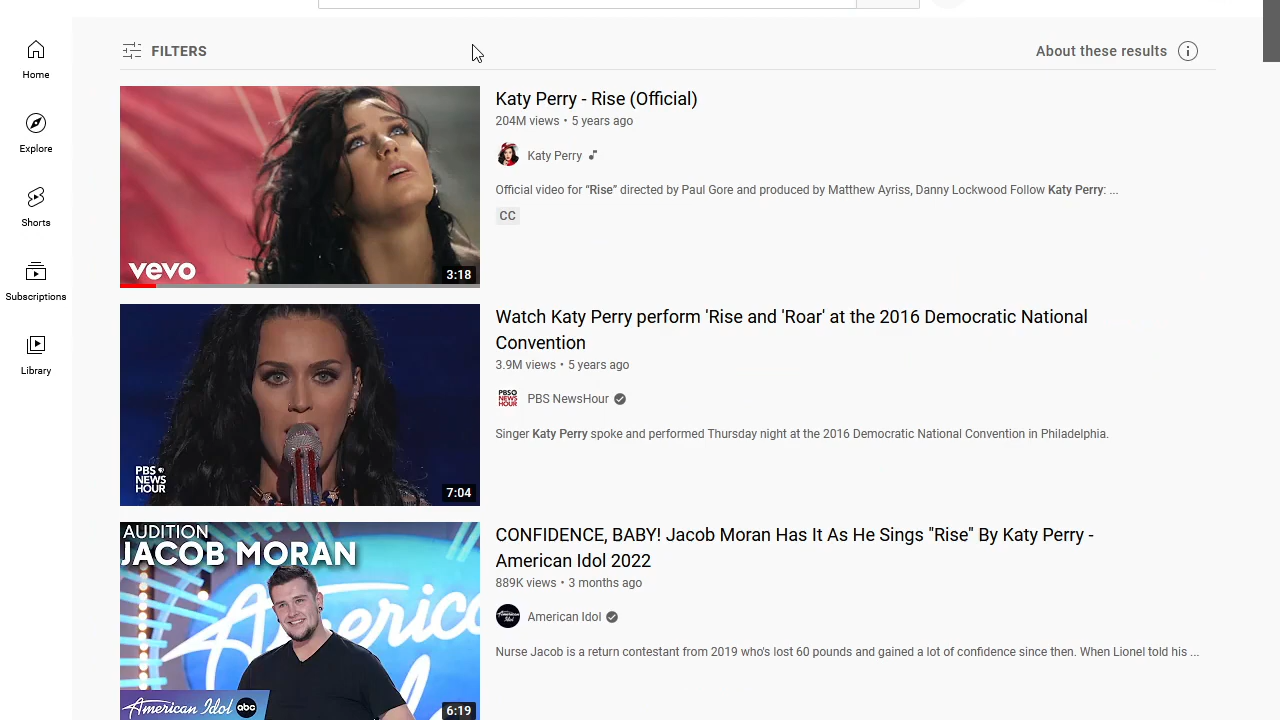 FILTERS
About these results
Home
Explore
Shorts
Subscriptions
Library
vevo
3:18
Katy Perry - Rise (Official)
204M views • 5 years ago
Katy Perry
Official video for “Rise” directed by Paul Gore and produced by Matthew Ayriss, Danny Lockwood Follow Katy Perry: ...
CC
PBS
NEWS
HOUR
7:04
Watch Katy Perry perform 'Rise and 'Roar' at the 2016 Democratic National
Convention
3.9M views • 5 years ago
PBS NewsHour
Singer Katy Perry spoke and performed Thursday night at the 2016 Democratic National Convention in Philadelphia.
AUDITION
JACOB MORAN
American Idol abc
6:19
CONFIDENCE, BABY! Jacob Moran Has It As He Sings "Rise" By Katy Perry -
American Idol 2022
889K views • 3 months ago
American Idol
Nurse Jacob is a return contestant from 2019 who's lost 60 pounds and gained a lot of confidence since then. When Lionel told his ...